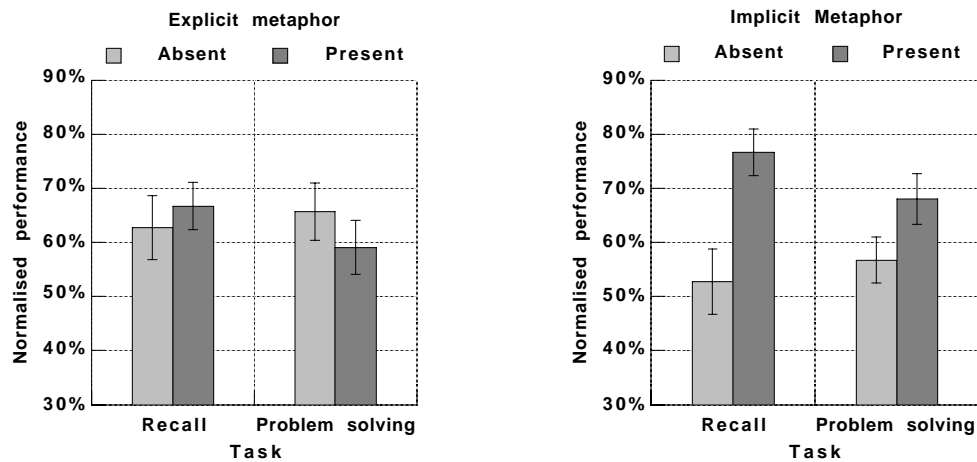 Explicit metaphor
Absent Present
90%
80%
70%
60%
50%
40%
30%
Normalised performance
Recall Problem solving
Task
Implicit Metaphor
Absent Present
90%
80%
70%
60%
50%
40%
30%
Normalised performance
Recall Problem solving
Task